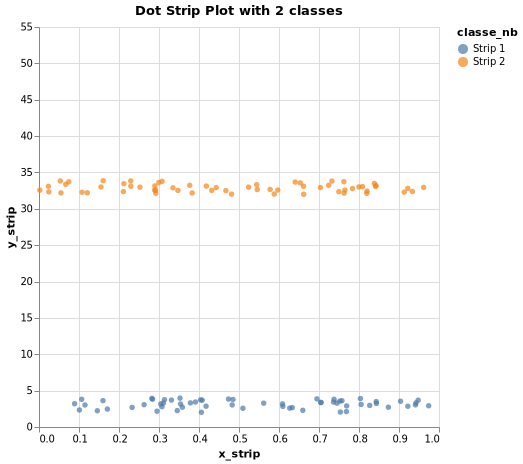 Dot Strip Plot with 2 classes
classe_nb
Strip 1
Strip 2
55
50
45
40
35
30
25
20
15
10
5
0
y_strip
0.0 0.1 0.2 0.3 0.4 0.5 0.6 0.7 0.8 0.9 1.0
x_strip